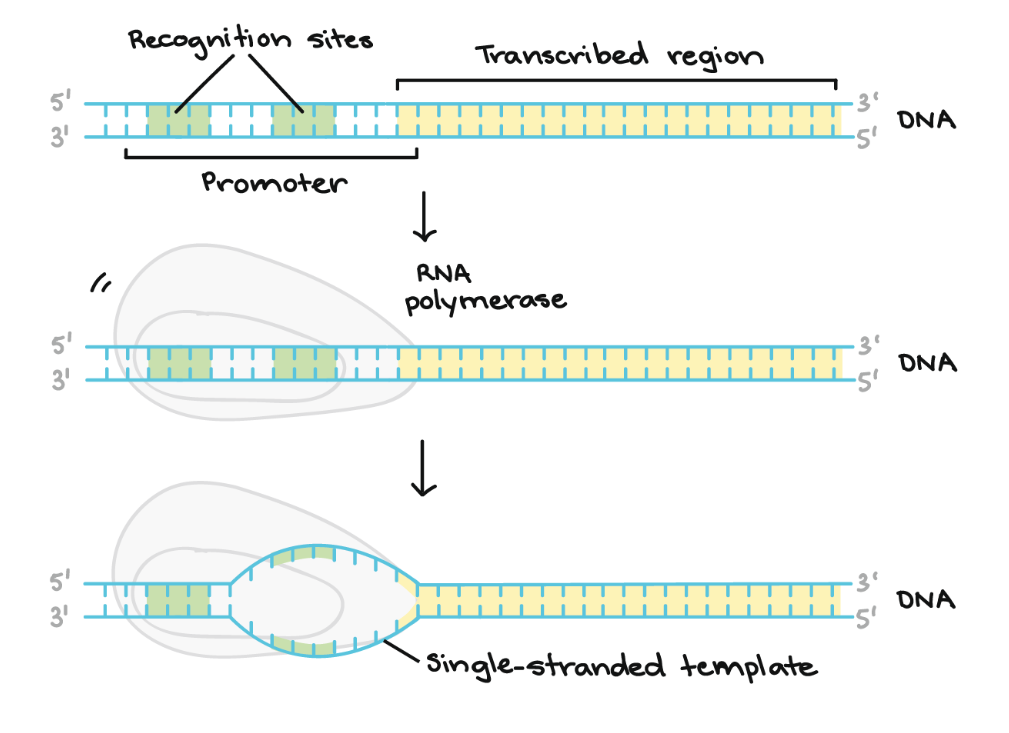 Recognition sites
Transcribed region
5' 3'
DNA
3' 5'
Promoter
RNA
polymerase
5' 3'
DNA
3' 5'
5' 3'
DNA
3' 5'
Single-stranded template